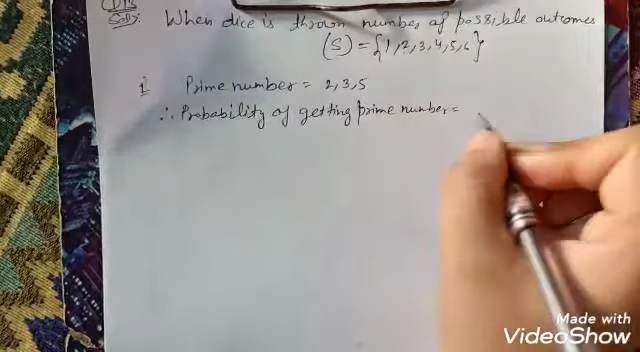 Soln:
When dice is thrown number of possible outcomes
(S) = {1,2,3,4,5,6}
1 Prime number = 2,3,5
∴ Probability of getting prime number =
Made with
VideoShow